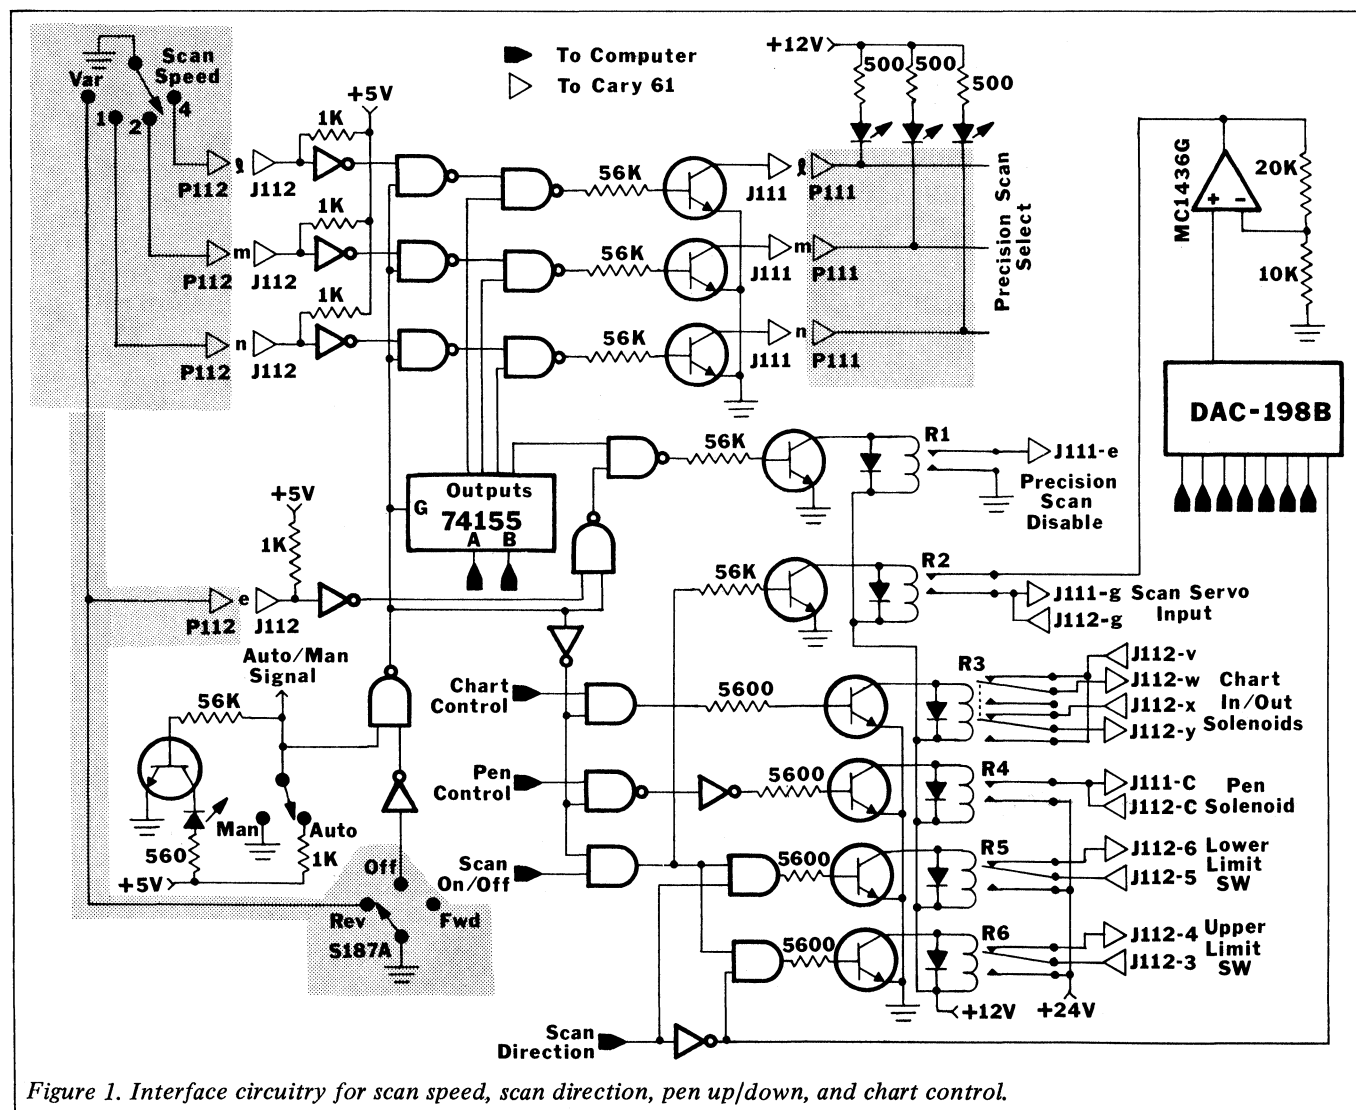 Scan
Speed
Var
1
2
4
To Computer
To Cary 61
+12V
500
500
500
+5V
1K
P112
ℓ
J112
56K
J111
ℓ
P111
1K
P112
m
J112
56K
J111
m
P111
1K
P112
n
J112
56K
J111
n
P111
Precision Scan
Select
MC1436G
+
-
20K
10K
DAC-198B
Outputs
G
74155
A
B
56K
R1
J111-e
Precision
Scan
Disable
+5V
1K
P112
e
J112
56K
R2
J111-g
J112-g
Scan Servo
Input
Auto/Man
Signal
56K
Man
Auto
560
1K
+5V
Off
Rev
Fwd
S187A
Chart
Control
5600
R3
J112-v
J112-w
J112-x
J112-y
Chart
In/Out
Solenoids
Pen
Control
5600
R4
J111-C
J112-C
Pen
Solenoid
Scan
On/Off
5600
R5
J112-6
J112-5
Lower
Limit
SW
5600
R6
J112-4
J112-3
Upper
Limit
SW
+12V
+24V
Scan
Direction
Figure 1. Interface circuitry for scan speed, scan direction, pen up/down, and chart control.